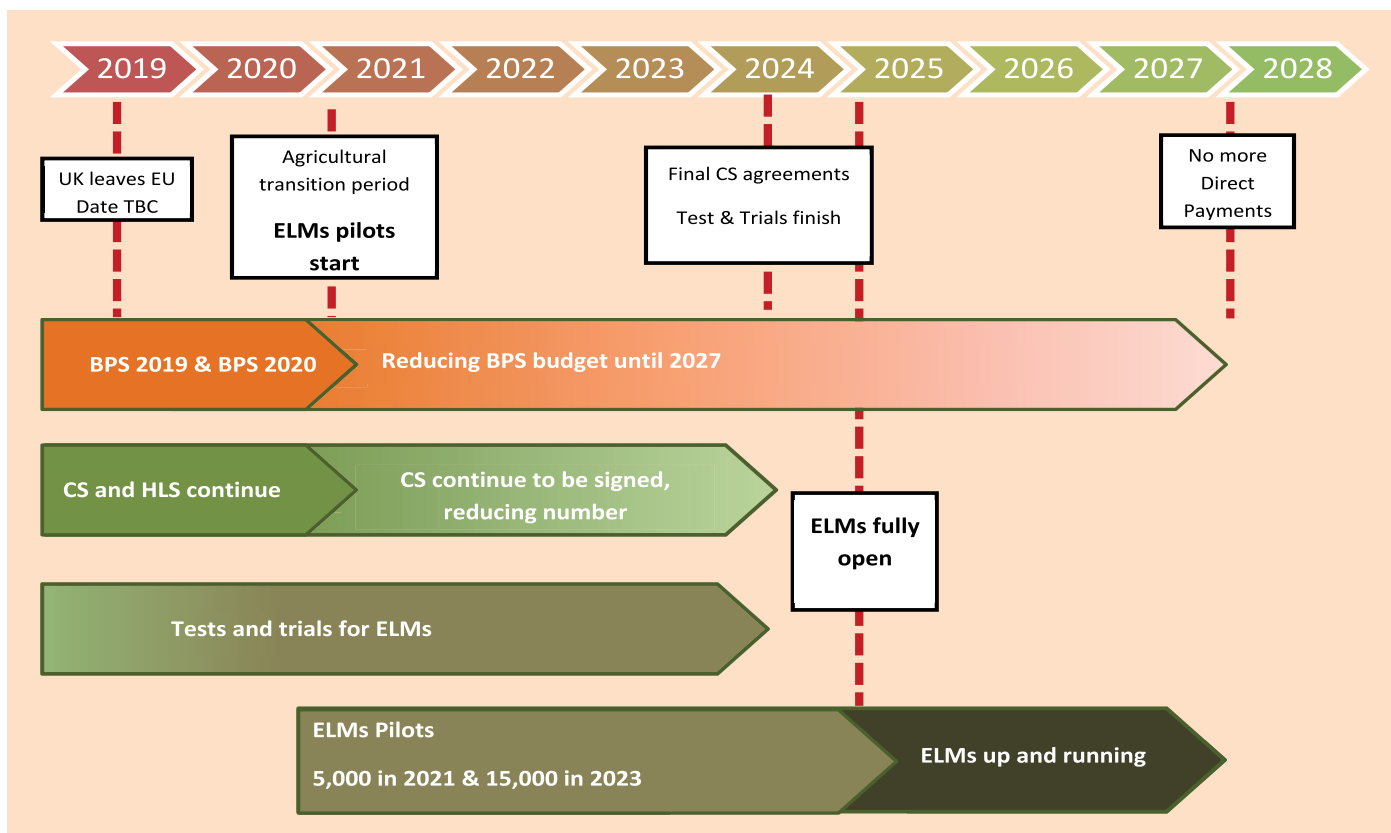 2019 2020 2021 2022 2023 2024 2025 2026 2027 2028
UK leaves EU
Date TBC
Agricultural
transition period
ELMs pilots
start
Final CS agreements
Test & Trials finish
No more
Direct
Payments
BPS 2019 & BPS 2020
Reducing BPS budget until 2027
CS and HLS continue
CS continue to be signed,
reducing number
ELMs fully
open
Tests and trials for ELMs
ELMs Pilots
5,000 in 2021 & 15,000 in 2023
ELMs up and running